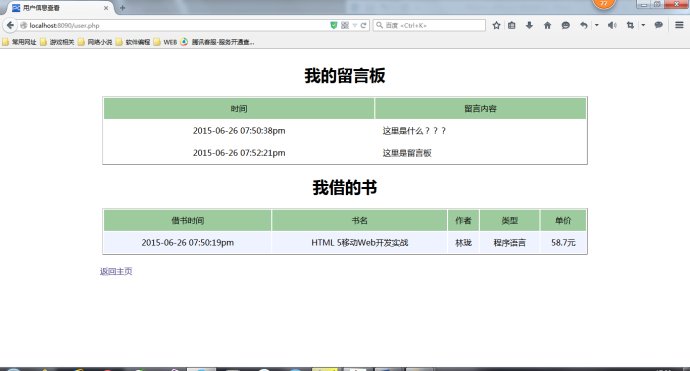 用户信息查看
77
localhost:8090/user.php
百度 <Ctrl+K>
常用网址 游戏相关 网络小说 软件编程 WEB 腾讯客服-服务开通查...
我的留言板
时间 留言内容
2015-06-26 07:50:38pm 这里是什么？？？
2015-06-26 07:52:21pm 这里是留言板
我借的书
借书时间 书名 作者 类型 单价
2015-06-26 07:50:19pm HTML 5移动Web开发实战 林珑 程序语言 58.7元
返回主页